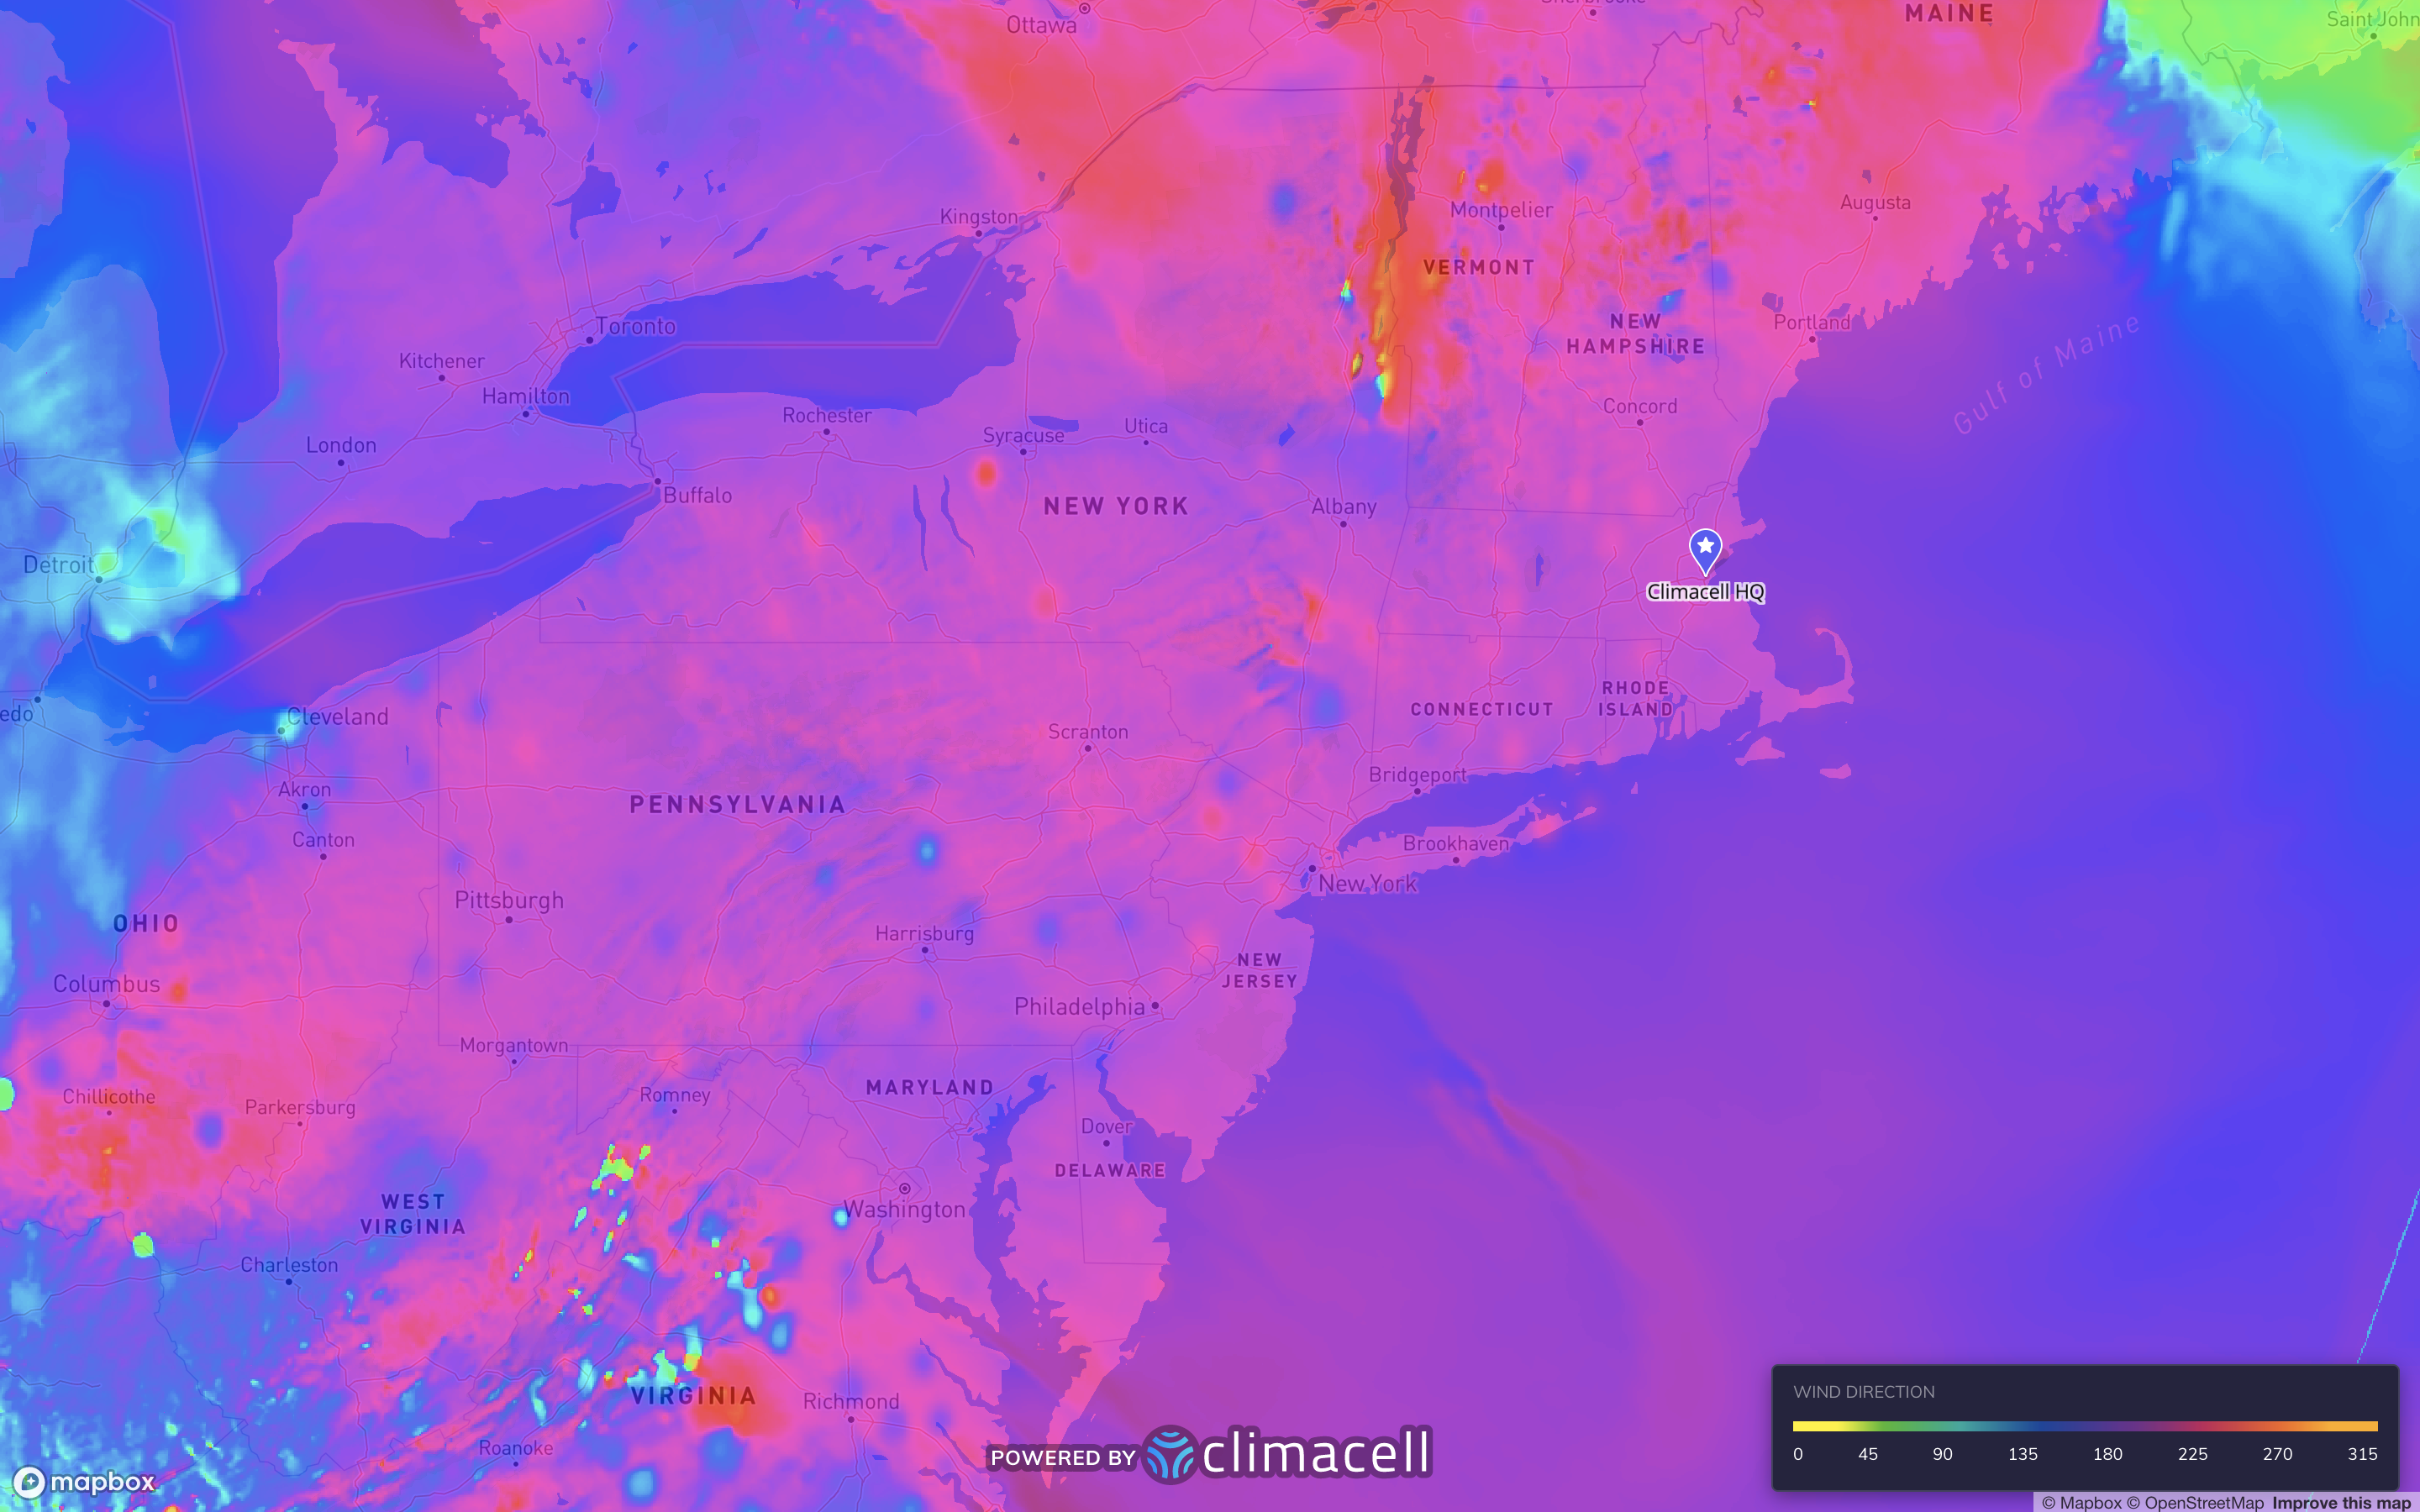 Ottawa
MAINE
Saint John
Kingston
Montpelier
Augusta
VERMONT
Toronto
NEW
HAMPSHIRE
Portland
Gulf of Maine
Kitchener
Hamilton
Rochester
Concord
London
Syracuse
Utica
Buffalo
NEW YORK
Albany
Detroit
Climacell HQ
edo
Cleveland
RHODE
ISLAND
CONNECTICUT
Scranton
Akron
PENNSYLVANIA
Bridgeport
Canton
Brookhaven
New York
Pittsburgh
OHIO
Harrisburg
NEW
JERSEY
Columbus
Philadelphia
Morgantown
Chillicothe
Parkersburg
Romney
MARYLAND
Dover
DELAWARE
WEST
VIRGINIA
Washington
Charleston
VIRGINIA
Richmond
Roanoke
POWERED BY climacell
WIND DIRECTION
0 45 90 135 180 225 270 315
mapbox
© Mapbox © OpenStreetMap Improve this map